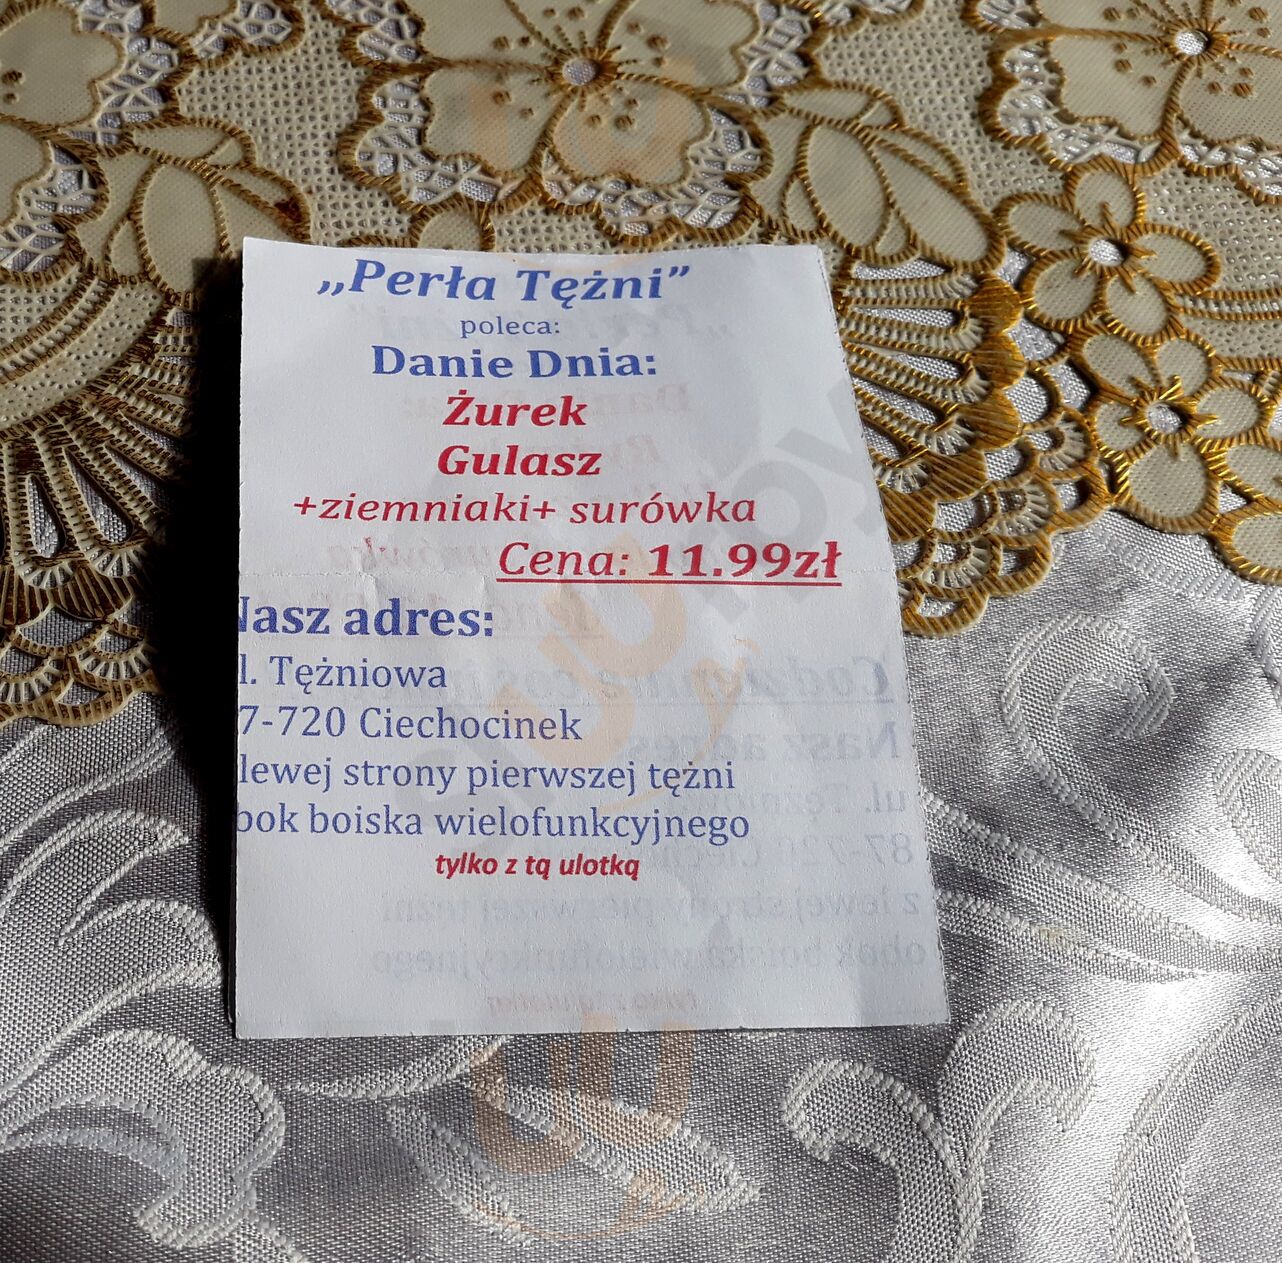 „Perła Tężni”
poleca:
Danie Dnia:
Żurek
Gulasz
+ziemniaki+ surówka
Cena: 11.99zł
Nasz adres:
l. Tężniowa
7-720 Ciechocinek
lewej strony pierwszej tężni
bok boiska wielofunkcyjnego
tylko z tą ulotką